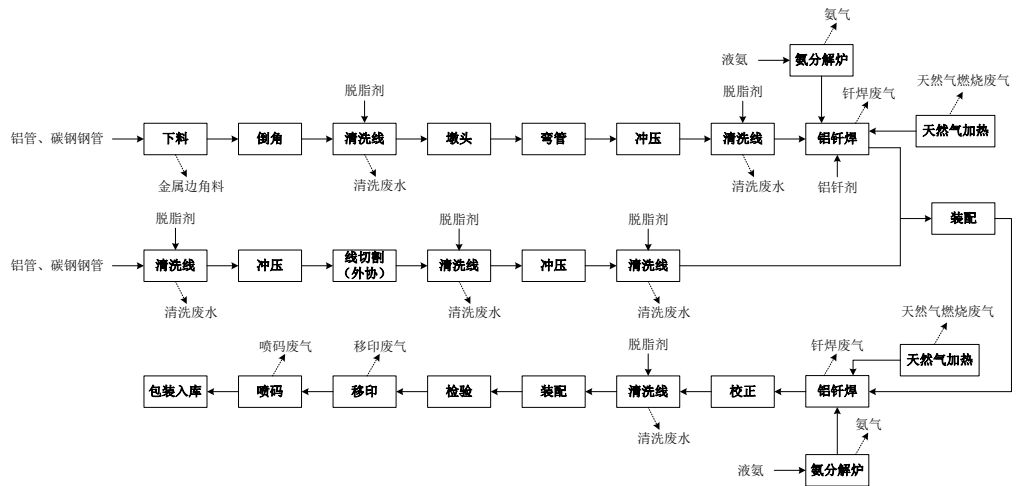 氨气
液氨
氨分解炉
天然气燃烧废气
脱脂剂
脱脂剂
钎焊废气
铝管、碳钢钢管
下料
倒角
清洗线
墩头
弯管
冲压
清洗线
铝钎焊
天然气加热
金属边角料
清洗废水
清洗废水
铝钎剂
脱脂剂
脱脂剂
脱脂剂
装配
铝管、碳钢钢管
清洗线
冲压
线切割
（外协）
清洗线
冲压
清洗线
清洗废水
清洗废水
清洗废水
天然气燃烧废气
喷码废气
移印废气
脱脂剂
钎焊废气
天然气加热
包装入库
喷码
移印
检验
装配
清洗线
校正
铝钎焊
清洗废水
氨气
液氨
氨分解炉